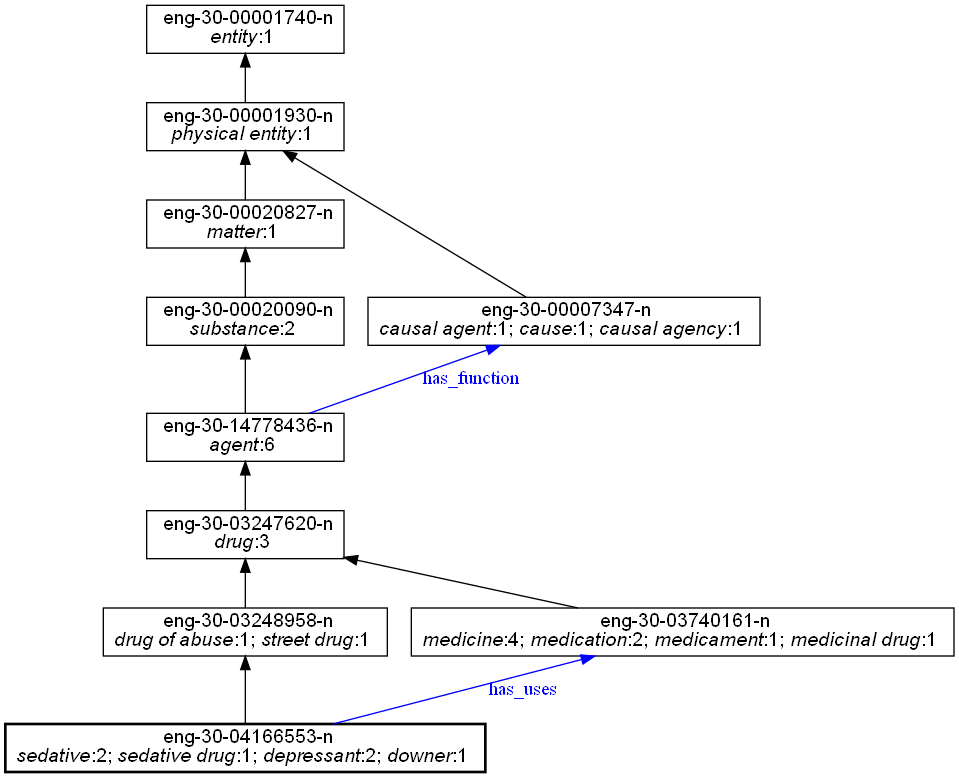 eng-30-00001740-n
entity:1
eng-30-00001930-n
physical entity:1
eng-30-00020827-n
matter:1
eng-30-00020090-n
substance:2
eng-30-00007347-n
causal agent:1; cause:1; causal agency:1
has_function
eng-30-14778436-n
agent:6
eng-30-03247620-n
drug:3
eng-30-03248958-n
drug of abuse:1; street drug:1
eng-30-03740161-n
medicine:4; medication:2; medicament:1; medicinal drug:1
has_uses
eng-30-04166553-n
sedative:2; sedative drug:1; depressant:2; downer:1